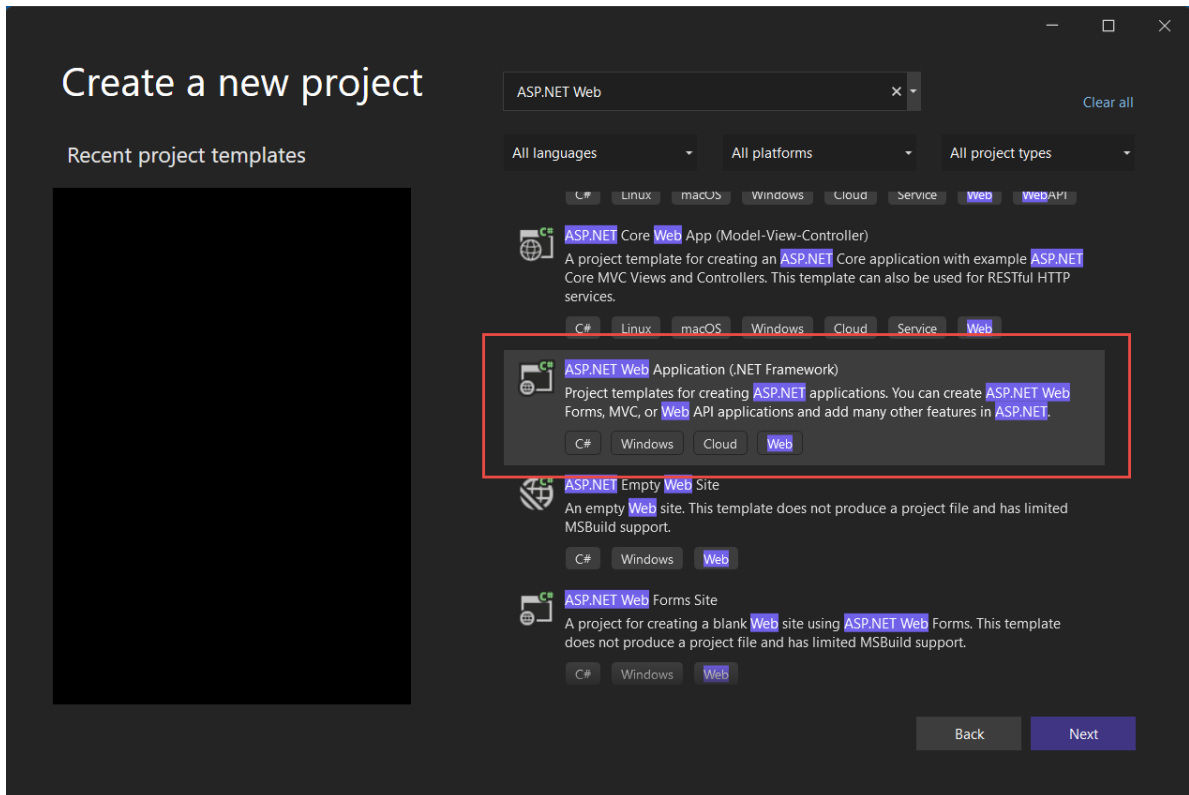 Create a new project
Recent project templates
ASP.NET Web
Clear all
All languages
All platforms
All project types
C# Linux macOS Windows Cloud Service Web WebAPI
C#
ASP.NET Core Web App (Model-View-Controller)
A project template for creating an ASP.NET Core application with example ASP.NET
Core MVC Views and Controllers. This template can also be used for RESTful HTTP
services.
C# Linux macOS Windows Cloud Service Web
C#
ASP.NET Web Application (.NET Framework)
Project templates for creating ASP.NET applications. You can create ASP.NET Web
Forms, MVC, or Web API applications and add many other features in ASP.NET.
C# Windows Cloud Web
C#
ASP.NET Empty Web Site
An empty Web site. This template does not produce a project file and has limited
MSBuild support.
C# Windows Web
C#
ASP.NET Web Forms Site
A project for creating a blank Web site using ASP.NET Web Forms. This template
does not produce a project file and has limited MSBuild support.
C# Windows Web
Back
Next